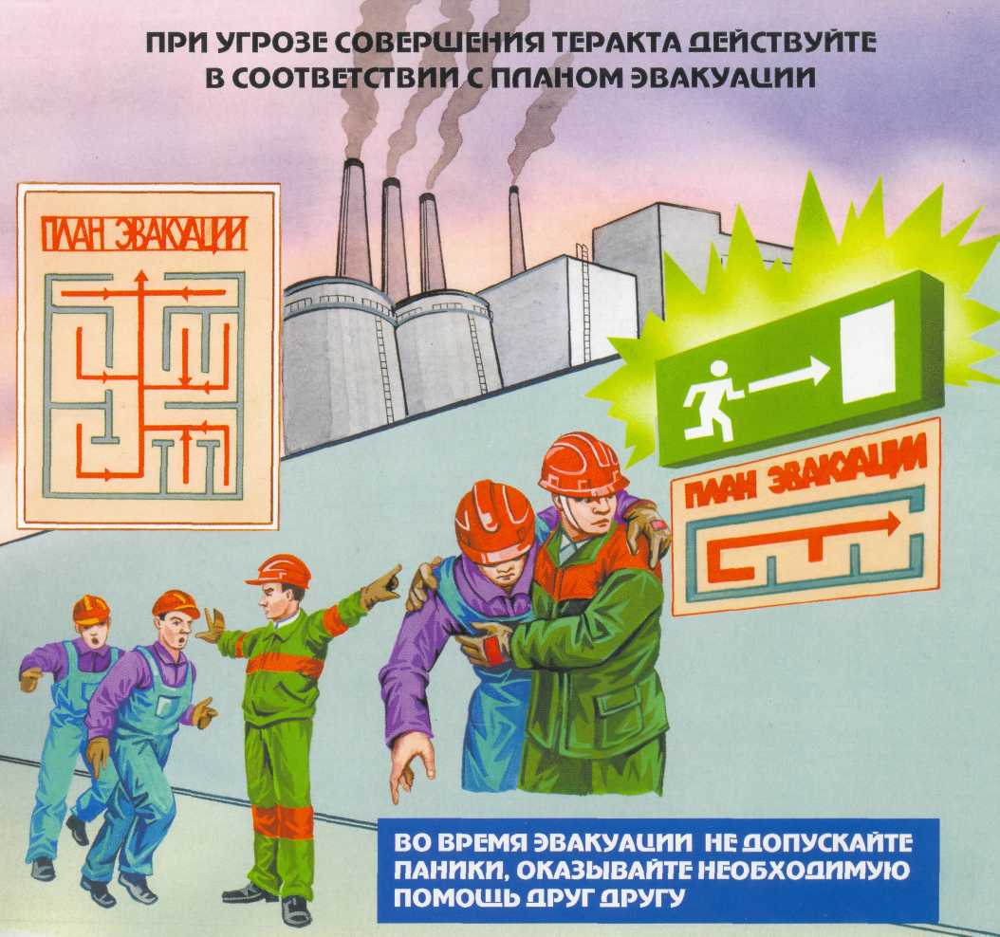 ПРИ УГРОЗЕ СОВЕРШЕНИЯ ТЕРАКТА ДЕЙСТВУЙТЕ
В СООТВЕТСТВИИ С ПЛАНОМ ЭВАКУАЦИИ
ПЛАН ЭВАКУАЦИИ
ПЛАН ЭВАКУАЦИИ
ВО ВРЕМЯ ЭВАКУАЦИИ НЕ ДОПУСКАЙТЕ
ПАНИКИ, ОКАЗЫВАЙТЕ НЕОБХОДИМУЮ
ПОМОЩЬ ДРУГ ДРУГУ